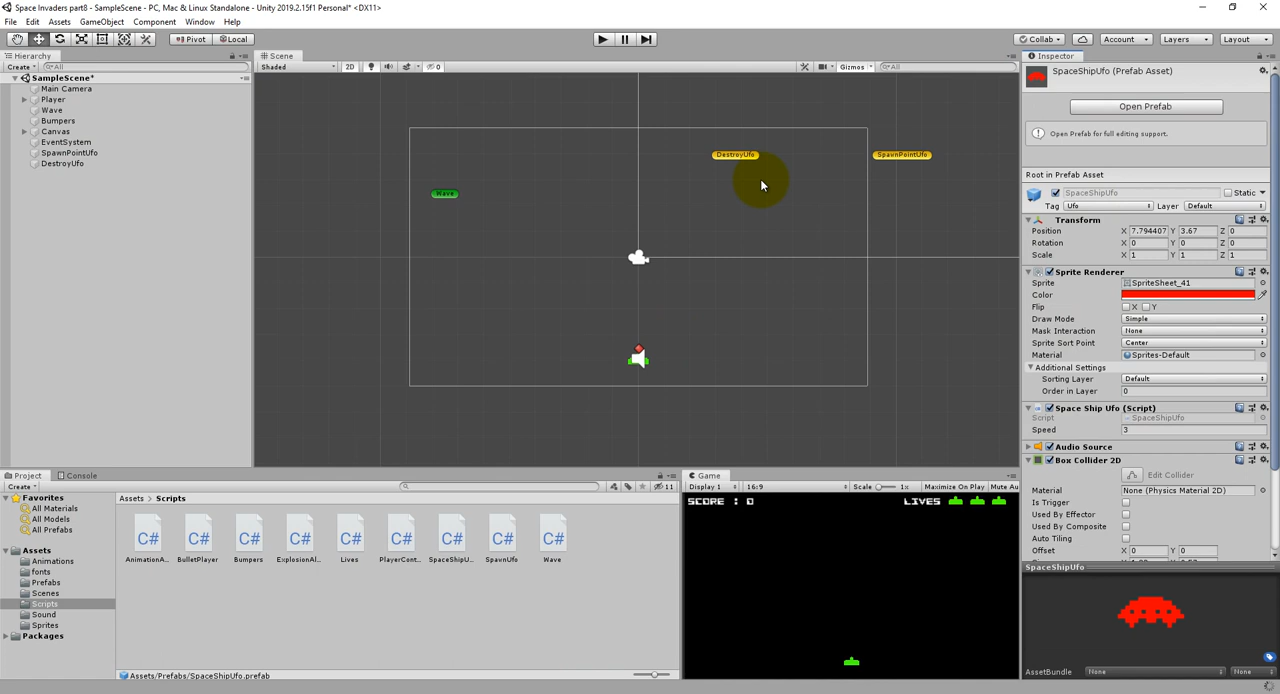 Space Invaders part8 - SampleScene - PC, Mac & Linux Standalone - Unity 2019.2.15f1 Personal* <DX11>
File Edit Assets GameObject Component Window Help
Pivot Local Collab Account Layers Layout
Hierarchy
Create All
SampleScene*
Main Camera
Player
Wave
Bumpers
Canvas
EventSystem
SpawnPointUfo
DestroyUfo
Scene
Shaded 2D 0 Gizmos All
DestroyUfo SpawnPointUfo
Wave
Inspector
SpaceShipUfo (Prefab Asset)
Open Prefab
Open Prefab for full editing support.
Root in Prefab Asset
SpaceShipUfo Static
Tag Ufo Layer Default
Transform
Position X 7.794407 Y 3.67 Z 0
Rotation X 0 Y 0 Z 0
Scale X 1 Y 1 Z 1
Sprite Renderer
Sprite SpriteSheet_41
Color
Flip X Y
Draw Mode Simple
Mask Interaction None
Sprite Sort Point Center
Material Sprites-Default
Additional Settings
Sorting Layer Default
Order in Layer 0
Space Ship Ufo (Script)
Script SpaceShipUfo
Speed 3
Audio Source
Box Collider 2D
Edit Collider
Material None (Physics Material 2D)
Is Trigger
Used By Effector
Used By Composite
Auto Tiling
Offset X 0 Y 0
SpaceShipUfo
AssetBundle None None
Project Console
Create 11
Favorites
All Materials
All Models
All Prefabs
Assets
Animations
fonts
Prefabs
Scenes
Scripts
Sound
Sprites
Packages
Assets Scripts
AnimationA... BulletPlayer Bumpers ExplosionAl... Lives PlayerCont... SpaceShipU... SpawnUfo Wave
Assets/Prefabs/SpaceShipUfo.prefab
Game
Display 1 16:9 Scale 1x Maximize On Play Mute Au
SCORE : 0 LIVES